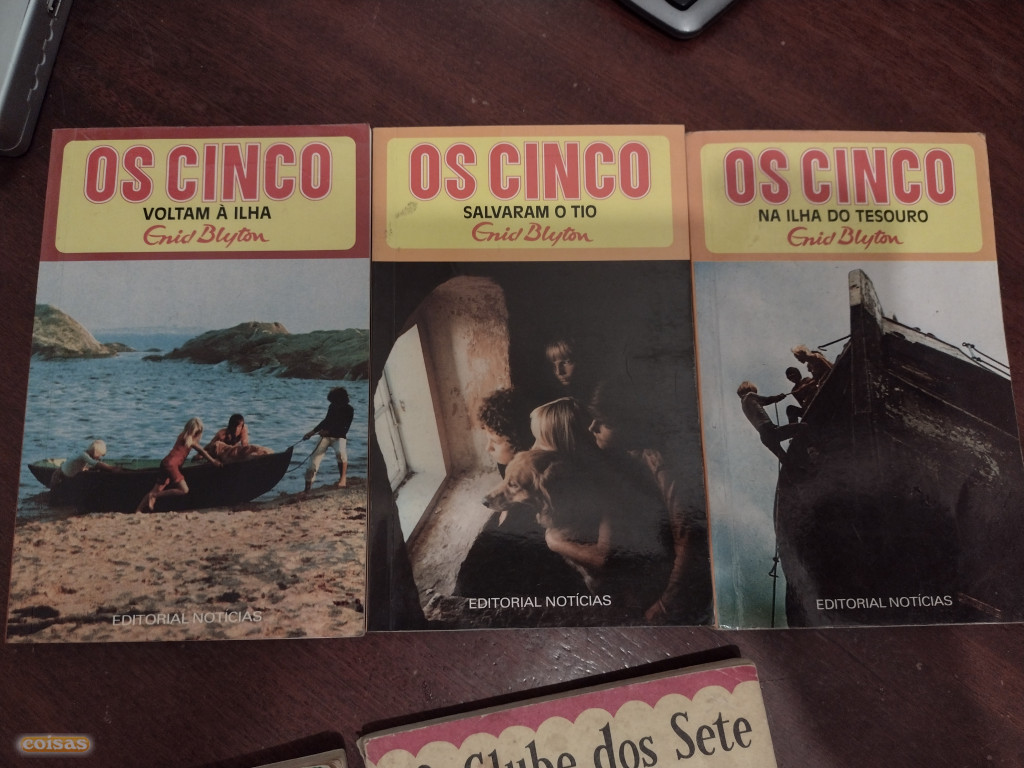 OS CINCO
VOLTAM À ILHA
Enid Blyton
EDITORIAL NOTÍCIAS
OS CINCO
SALVARAM O TIO
Enid Blyton
EDITORIAL NOTÍCIAS
OS CINCO
NA ILHA DO TESOURO
Enid Blyton
EDITORIAL NOTÍCIAS
Clube dos Sete
coisas